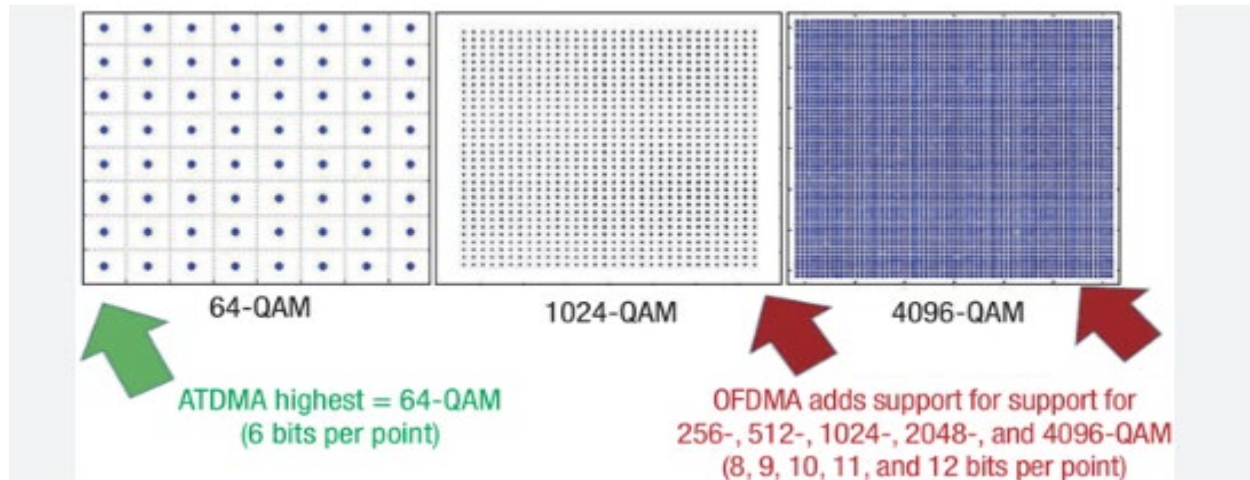 64-QAM
1024-QAM
4096-QAM
ATDMA highest = 64-QAM
(6 bits per point)
OFDMA adds support for support for
256-, 512-, 1024-, 2048-, and 4096-QAM
(8, 9, 10, 11, and 12 bits per point)